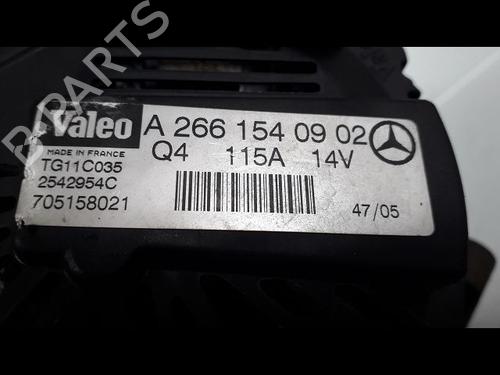 B-PARTS
Valeo A 266 154 09 02
MADE IN FRANCE Q4 115A 14V
TG11C035
2542954C
705158021 47/05